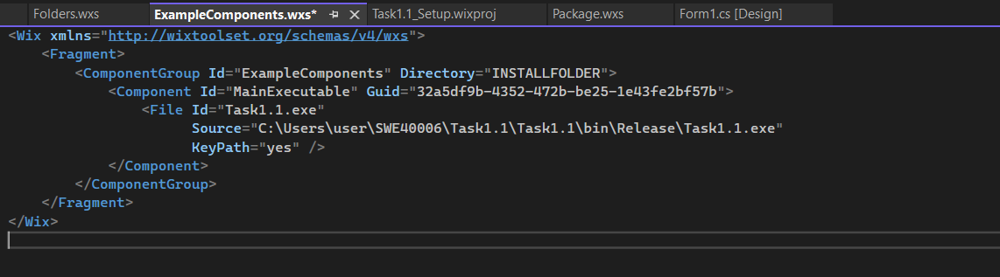 Folders.wxs ExampleComponents.wxs* Task1.1_Setup.wixproj Package.wxs Form1.cs [Design]
<Wix xmlns="http://wixtoolset.org/schemas/v4/wxs">
<Fragment>
<ComponentGroup Id="ExampleComponents" Directory="INSTALLFOLDER">
<Component Id="MainExecutable" Guid="32a5df9b-4352-472b-be25-1e43fe2bf57b">
<File Id="Task1.1.exe"
Source="C:\Users\user\SWE40006\Task1.1\Task1.1\bin\Release\Task1.1.exe"
KeyPath="yes" />
</Component>
</ComponentGroup>
</Fragment>
</Wix>